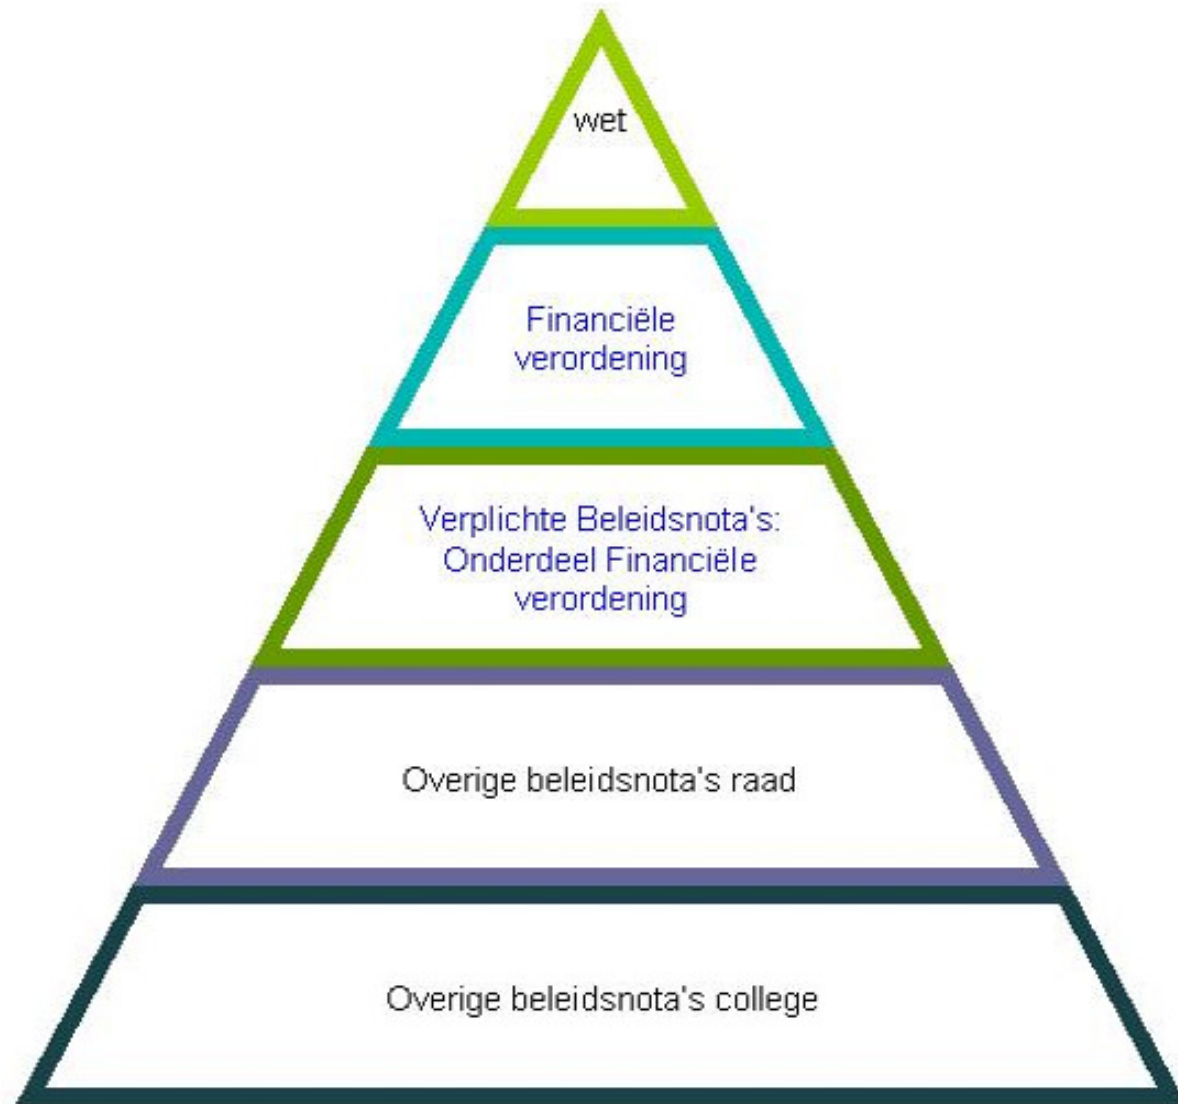 wet
Financiële
verordening
Verplichte Beleidsnota's:
Onderdeel Financiële
verordening
Overige beleidsnota's raad
Overige beleidsnota's college